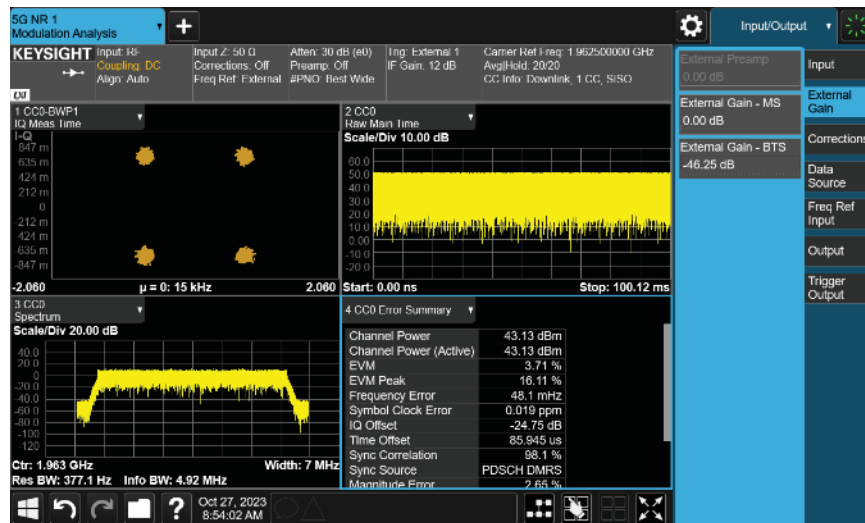 5G NR 1
Modulation Analysis
Input/Output
KEYSIGHT
Input: RF
Coupling: DC
Align: Auto
Input Z: 50 Ω
Corrections: Off
Freq Ref: External
Atten: 30 dB (e0)
Preamp: Off
#PNO: Best Wide
Trig: External 1
IF Gain: 12 dB
Carrier Ref Freq: 1.962500000 GHz
Avg|Hold: 20/20
CC Info: Downlink, 1 CC, SISO
LXI
1 CC0-BWP1
IQ Meas Time
I-Q
847 m
635 m
424 m
212 m
0
-212 m
-424 m
-635 m
-847 m
-2.060
μ = 0: 15 kHz
2.060
2 CC0
Raw Main Time
Scale/Div 10.00 dB
60.0
50.0
40.0
30.0
20.0
10.0
0.00
-10.0
-20.0
Start: 0.00 ns
Stop: 100.12 ms
3 CC0
Spectrum
Scale/Div 20.00 dB
40.0
20.0
0
-20.0
-40.0
-60.0
-80.0
-100
-120
Ctr: 1.963 GHz
Width: 7 MHz
Res BW: 377.1 Hz
Info BW: 4.92 MHz
4 CC0 Error Summary
Channel Power 43.13 dBm
Channel Power (Active) 43.13 dBm
EVM 3.71 %
EVM Peak 16.11 %
Frequency Error 48.1 mHz
Symbol Clock Error 0.019 ppm
IQ Offset -24.75 dB
Time Offset 85.945 us
Sync Correlation 98.1 %
Sync Source PDSCH DMRS
Magnitude Error 2.65 %
External Preamp
0.00 dB
External Gain - MS
0.00 dB
External Gain - BTS
-46.25 dB
Input
External
Gain
Corrections
Data
Source
Freq Ref
Input
Output
Trigger
Output
Oct 27, 2023
8:54:02 AM